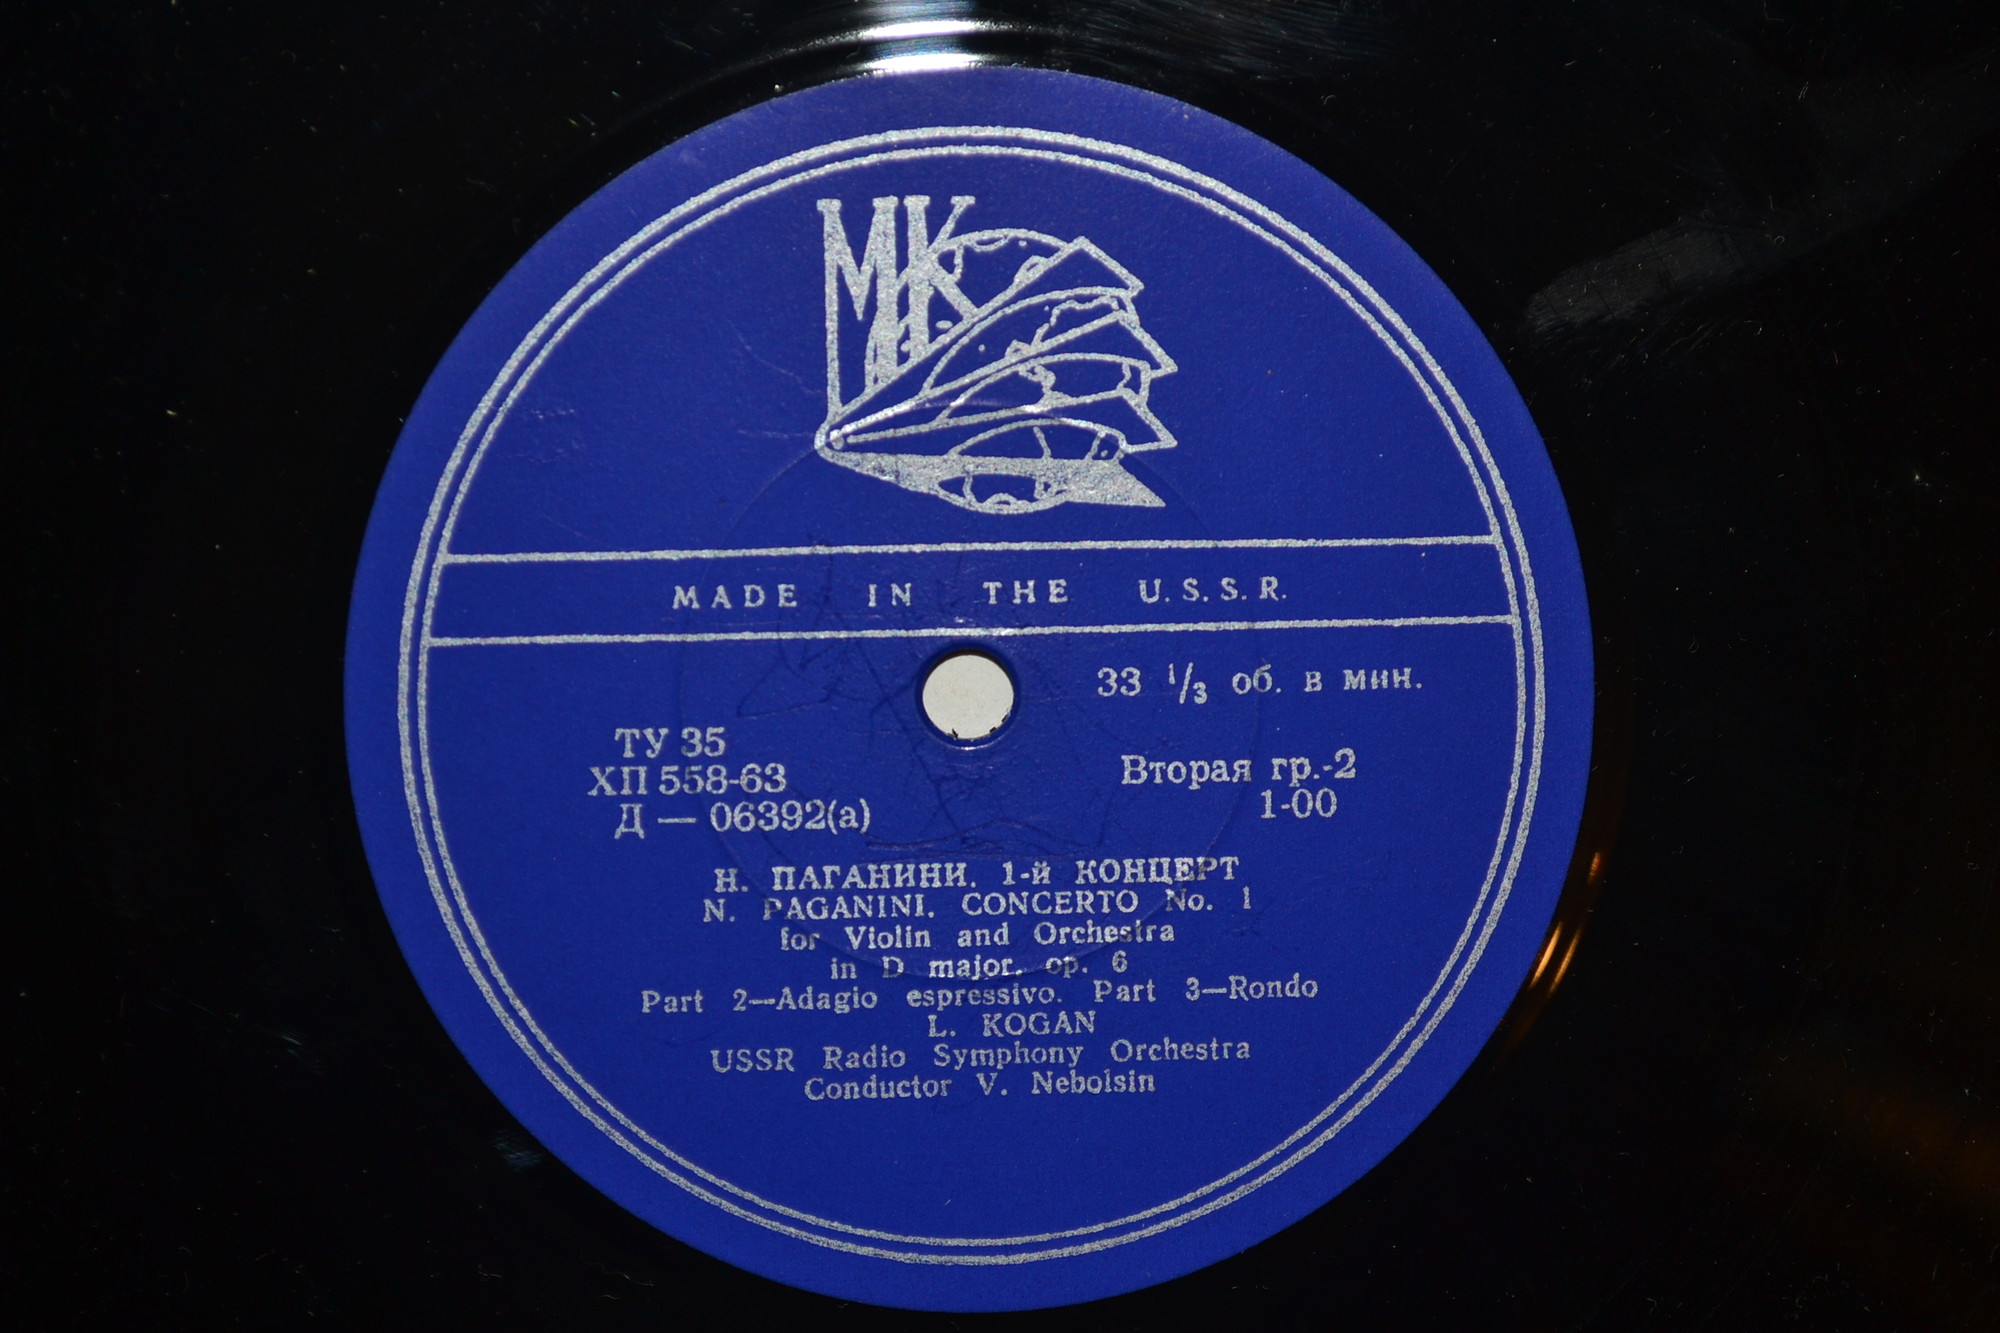 МК
MADE IN THE U.S.S.R.
33 1/3 об. в мин.
ТУ 35
ХП 558-63
Д — 06392(а)
Вторая гр.-2
1-00
Н. ПАГАНИНИ. 1-й КОНЦЕРТ
N. PAGANINI. CONCERTO No. 1
for Violin and Orchestra
in D major. op. 6
Part 2—Adagio espressivo. Part 3—Rondo
L. KOGAN
USSR Radio Symphony Orchestra
Conductor V. Nebolsin